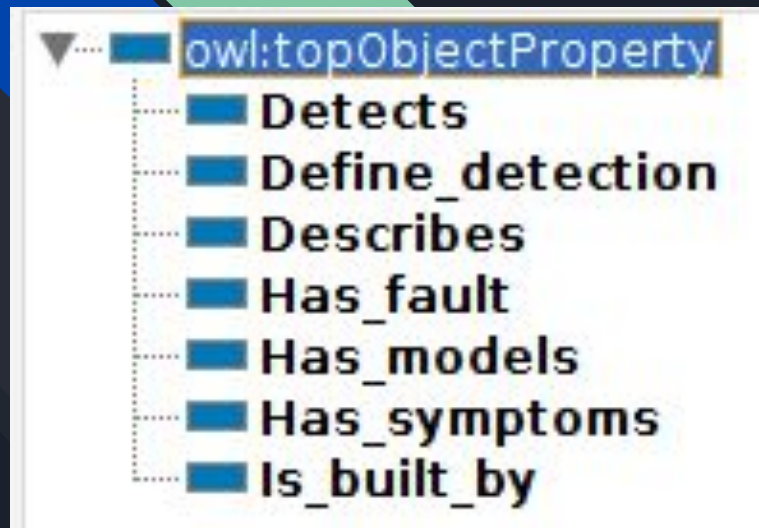 owl:topObjectProperty
Detects
Define_detection
Describes
Has_fault
Has_models
Has_symptoms
Is_built_by